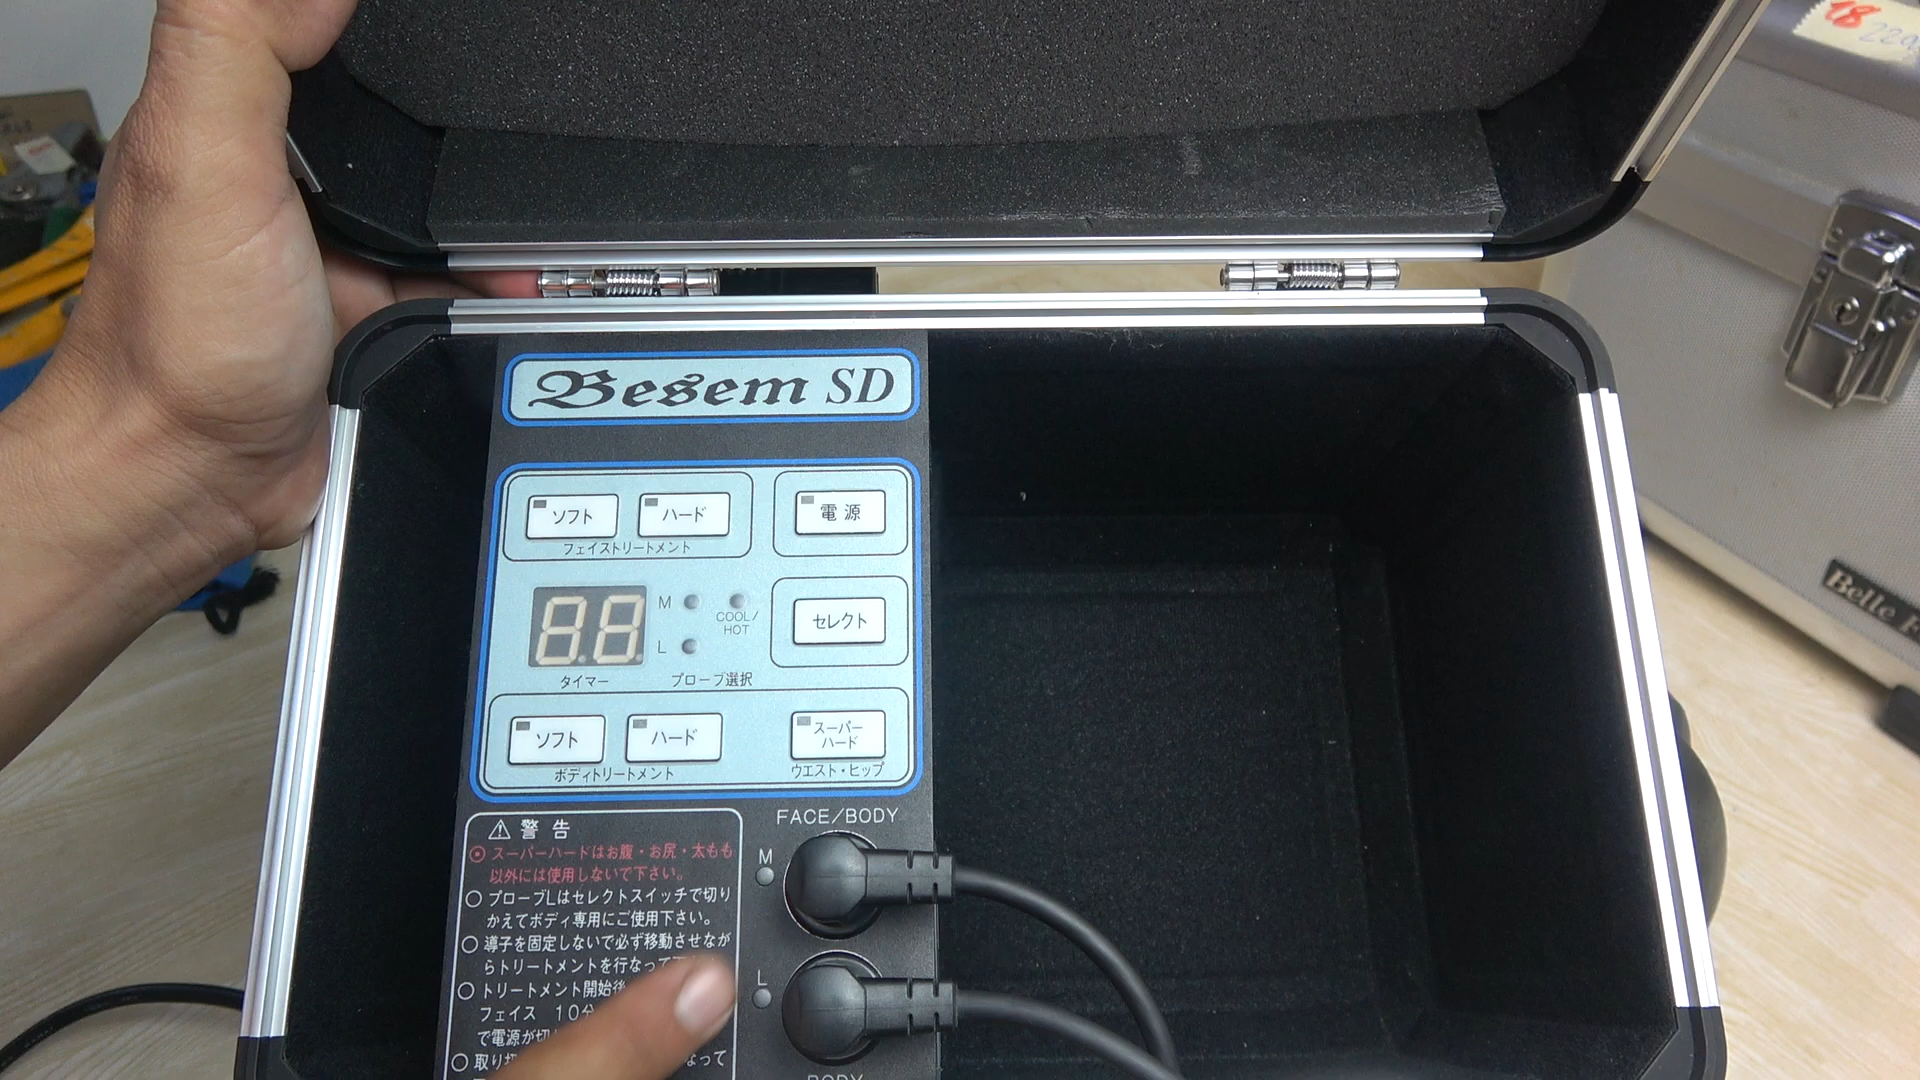 Besem SD
ソフト
ハード
電源
フェイストリートメント
88
M
L
COOL/
HOT
セレクト
タイマー
プローブ選択
ソフト
ハード
スーパー
ハード
ボディトリートメント
ウエスト・ヒップ
FACE/BODY
M
L
⚠ 警告
スーパーハードはお腹・お尻・太もも
以外には使用しないで下さい。
○ プローブLはセレクトスイッチで切り
かえてボディ専用にご使用下さい。
○ 導子を固定しないで必ず移動させなが
らトリートメントを行なって
○ トリートメント開始後
フェイス 10分
で電源が切
○ 取り なって
BODY
18
Belle